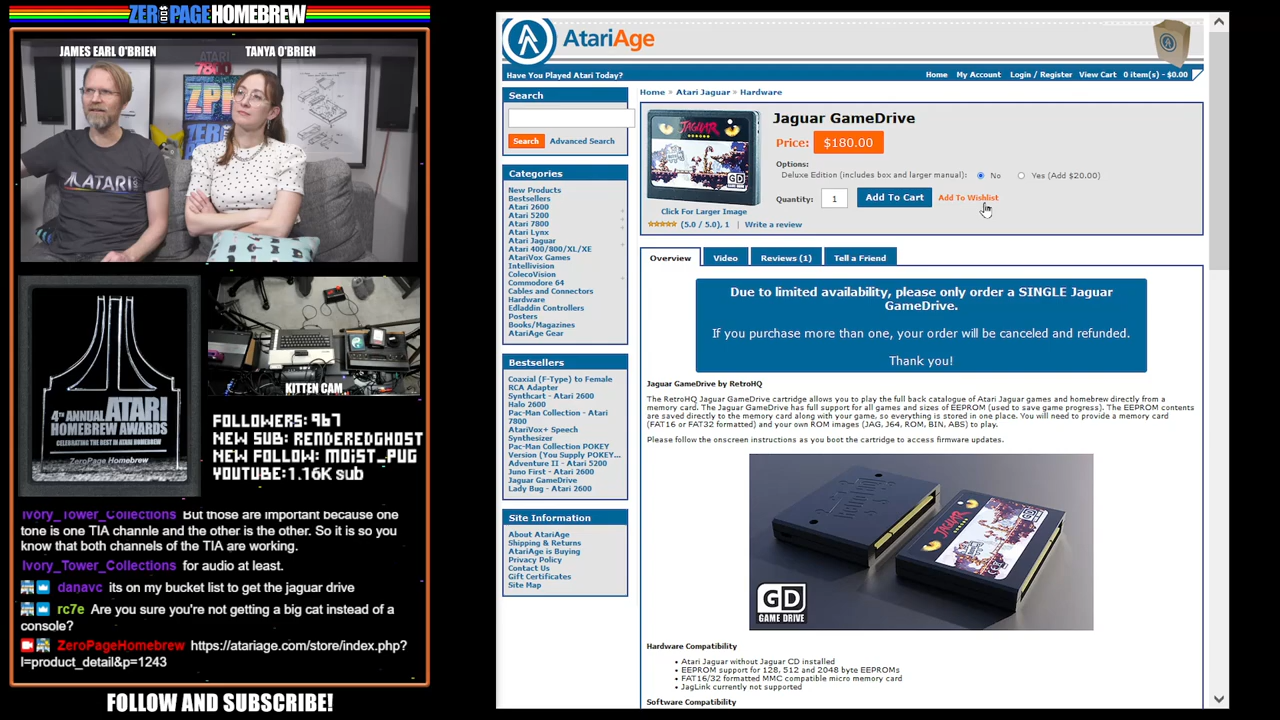 ZERO PAGE HOMEBREW
JAMES EARL O'BRIEN
TANYA O'BRIEN
ATARI
4TH ANNUAL ATARI
HOMEBREW AWARDS
CELEBRATING THE BEST IN ATARI HOMEBREW
ZeroPage Homebrew
KITTEN CAM
FOLLOWERS: 967
NEW SUB: RENDEREDGHOST
NEW FOLLOW: MOIST_PUG
YOUTUBE: 1.16K SUB
Ivory_Tower_Collections But those are important because one
tone is one TIA channle and the other is the other. So it is so you
know that both channels of the TIA are working.
Ivory_Tower_Collections for audio at least.
danavc its on my bucket list to get the jaguar drive
rc7e Are you sure you're not getting a big cat instead of a
console?
ZeroPageHomebrew https://atariage.com/store/index.php?
l=product_detail&p=1243
FOLLOW AND SUBSCRIBE!
AtariAge
Have You Played Atari Today?
Home My Account Login / Register View Cart 0 item(s) - $0.00
Search
Search Advanced Search
Categories
New Products
Bestsellers
Atari 2600
Atari 5200
Atari 7800
Atari Lynx
Atari Jaguar
Atari 400/800/XL/XE
AtariVox Games
Intellivision
ColecoVision
Commodore 64
Cables and Connectors
Hardware
Edladdin Controllers
Posters
Books/Magazines
AtariAge Gear
Bestsellers
Coaxial (F-Type) to Female
RCA Adapter
Synthcart - Atari 2600
Halo 2600
Pac-Man Collection - Atari
7800
AtariVox+ Speech
Synthesizer
Pac-Man Collection POKEY
Version (You Supply POKEY...
Adventure II - Atari 5200
Juno First - Atari 2600
Jaguar GameDrive
Lady Bug - Atari 2600
Site Information
About AtariAge
Shipping & Returns
AtariAge is Buying
Privacy Policy
Contact Us
Gift Certificates
Site Map
Home » Atari Jaguar » Hardware
JAGUAR
GD
Click For Larger Image
(5.0 / 5.0), 1 | Write a review
Jaguar GameDrive
Price: $180.00
Options:
Deluxe Edition (includes box and larger manual): No Yes (Add $20.00)
Quantity: 1 Add To Cart Add To Wishlist
Overview Video Reviews (1) Tell a Friend
Due to limited availability, please only order a SINGLE Jaguar
GameDrive.
If you purchase more than one, your order will be canceled and refunded.
Thank you!
Jaguar GameDrive by RetroHQ
The RetroHQ Jaguar GameDrive cartridge allows you to play the full back catalogue of Atari Jaguar games and homebrew directly from a
memory card. The Jaguar GameDrive has full support for all games and sizes of EEPROM (used to save game progress). The EEPROM contents
are saved directly to the memory card along with your game, so everything is stored in one place. You will need to provide a memory card
(FAT16 or FAT32 formatted) and your own ROM images (JAG, J64, ROM, BIN, ABS) to play.
Please follow the onscreen instructions as you boot the cartridge to access firmware updates.
JAGUAR
GD
GAME DRIVE
Hardware Compatibility
• Atari Jaguar without Jaguar CD installed
• EEPROM support for 128, 512 and 2048 byte EEPROMs
• FAT16/32 formatted MMC compatible micro memory card
• JagLink currently not supported
Software Compatibility